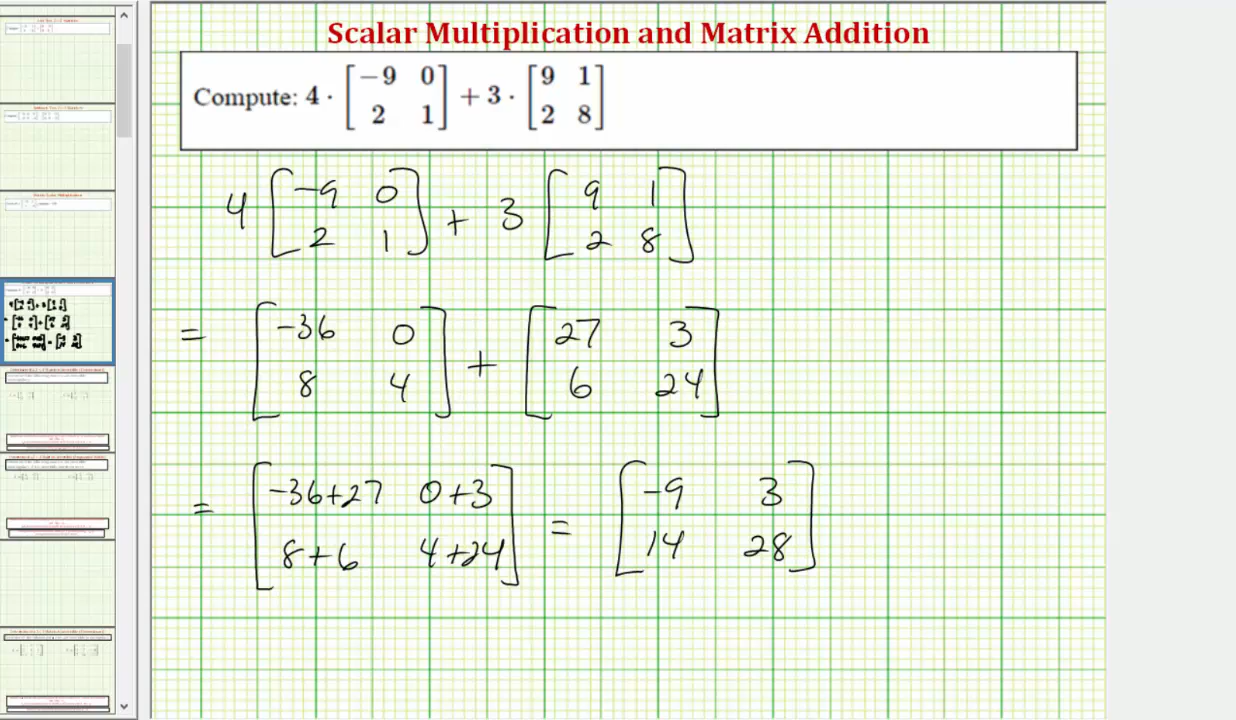 Scalar Multiplication and Matrix Addition
Compute: 4 · [ −9 0 ] + 3 · [ 9 1 ]
[ 2 1 ] [ 2 8 ]
4 [ -9 0 ] + 3 [ 9 1 ]
[ 2 1 ] [ 2 8 ]
= [ -36 0 ] + [ 27 3 ]
[ 8 4 ] [ 6 24 ]
= [ -36+27 0+3 ] = [ -9 3 ]
[ 8+6 4+24 ] [ 14 28 ]